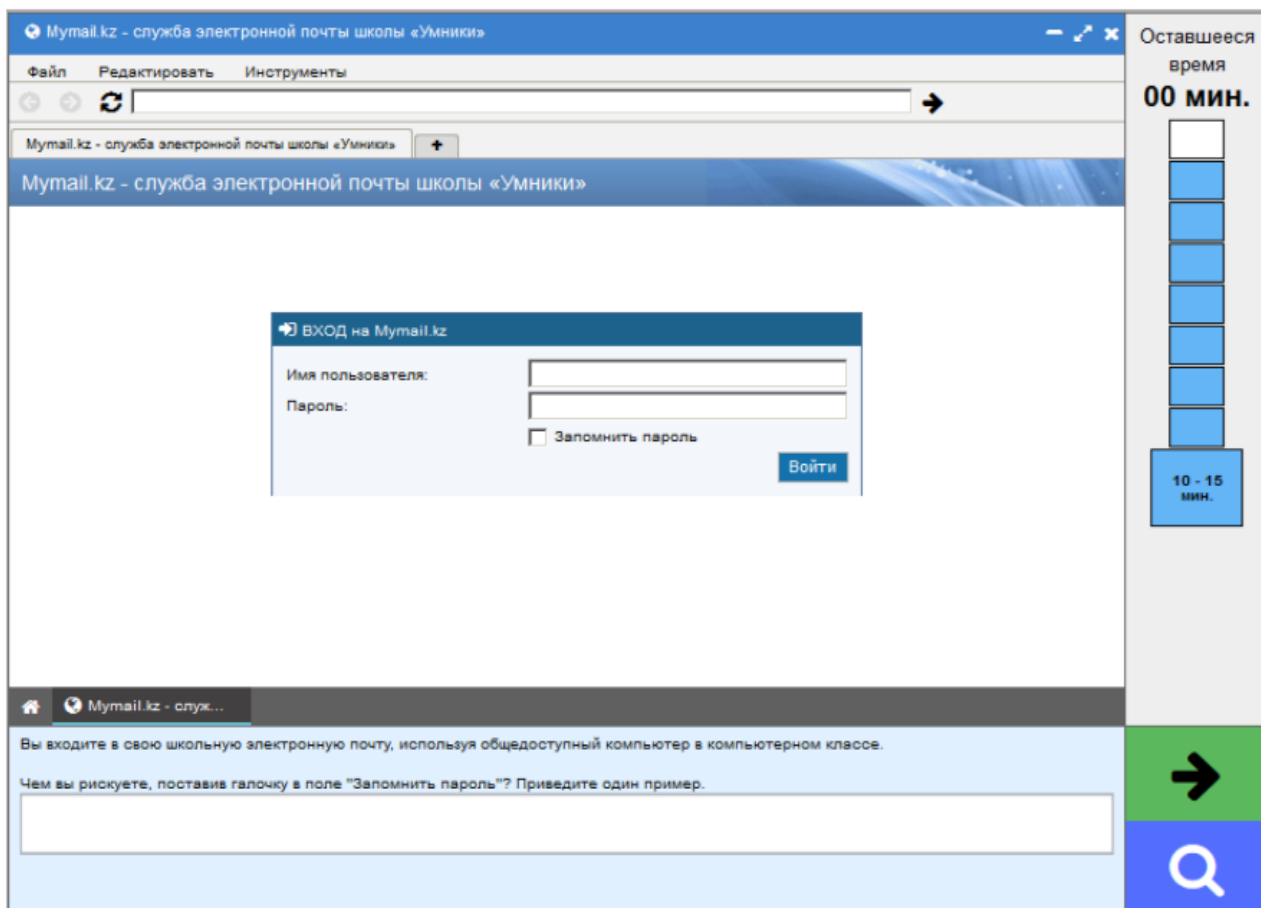 Mymail.kz - служба электронной почты школы «Умники»
Файл Редактировать Инструменты
Mymail.kz - служба электронной почты школы «Умники»
Mymail.kz - служба электронной почты школы «Умники»
ВХОД на Mymail.kz
Имя пользователя:
Пароль:
Запомнить пароль
Войти
Mymail.kz - служ...
Вы входите в свою школьную электронную почту, используя общедоступный компьютер в компьютерном классе.
Чем вы рискуете, поставив галочку в поле "Запомнить пароль"? Приведите один пример.
Оставшееся
время
00 мин.
10 - 15
мин.